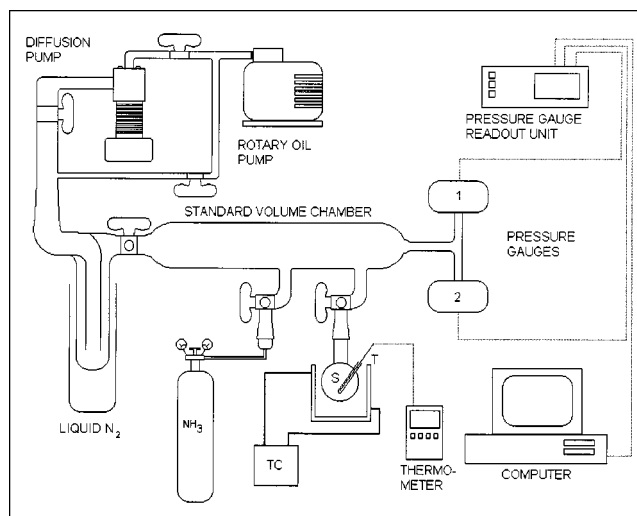 DIFFUSION
PUMP
ROTARY OIL
PUMP
PRESSURE GAUGE
READOUT UNIT
STANDARD VOLUME CHAMBER
1
PRESSURE
GAUGES
2
LIQUID N₂
NH₃
S
T
TC
THERMO-
METER
COMPUTER